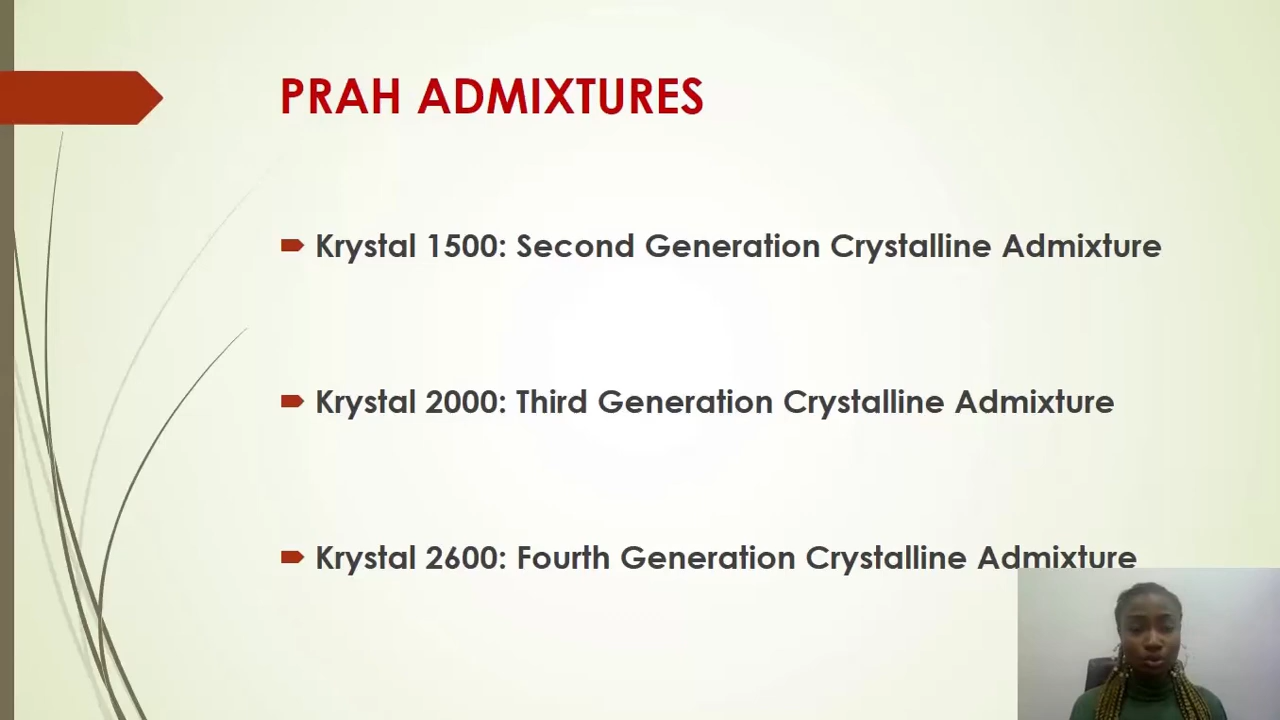 PRAH ADMIXTURES
Krystal 1500: Second Generation Crystalline Admixture
Krystal 2000: Third Generation Crystalline Admixture
Krystal 2600: Fourth Generation Crystalline Admixture